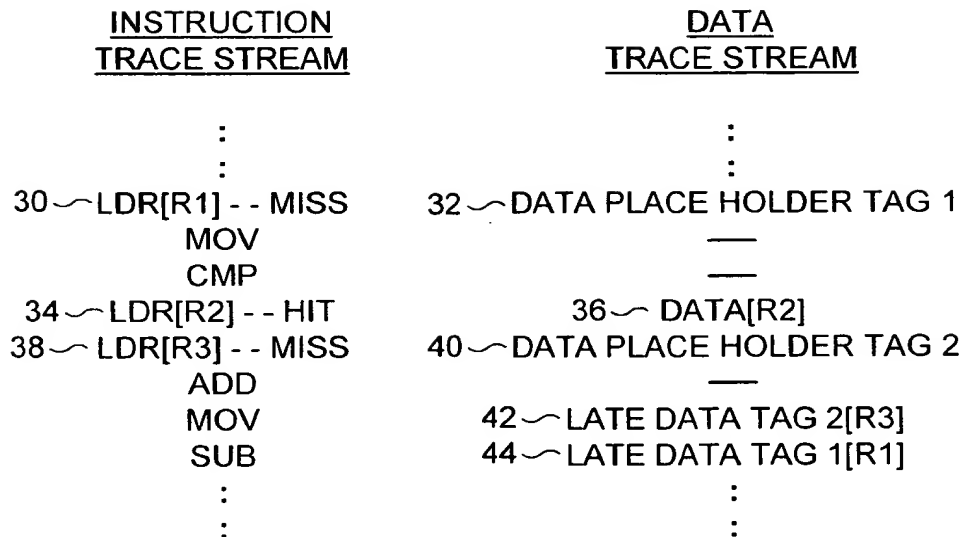 INSTRUCTION TRACE STREAM
DATA TRACE STREAM
:
:
:
:
30 LDR[R1] - - MISS
32 DATA PLACE HOLDER TAG 1
MOV
—
CMP
—
34 LDR[R2] - - HIT
36 DATA[R2]
38 LDR[R3] - - MISS
40 DATA PLACE HOLDER TAG 2
ADD
—
MOV
42 LATE DATA TAG 2[R3]
SUB
44 LATE DATA TAG 1[R1]
:
:
:
: